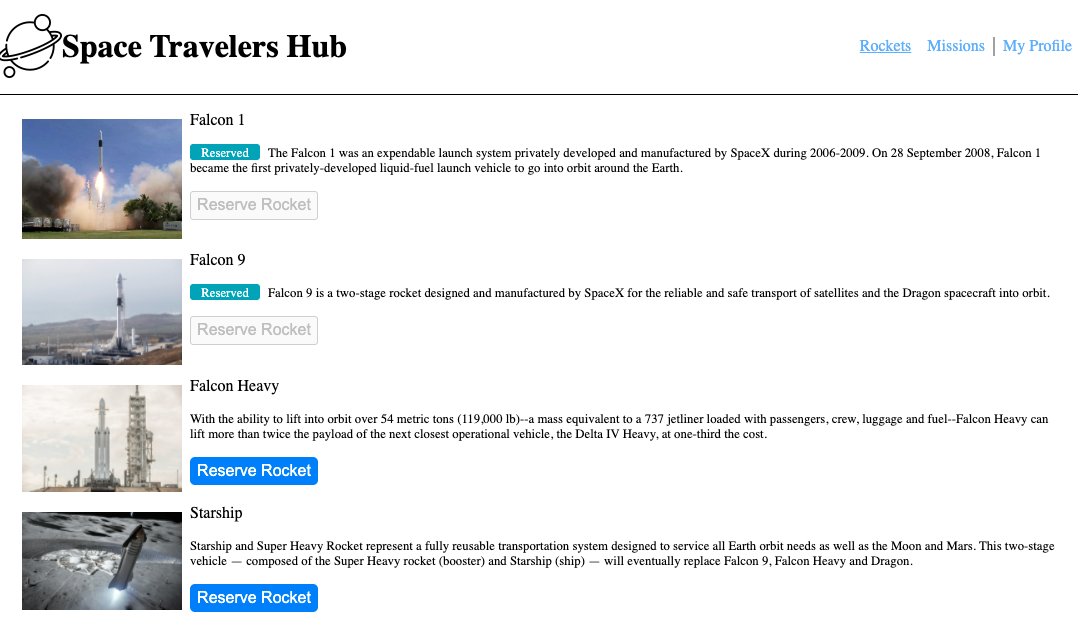 Space Travelers Hub
Rockets Missions My Profile
Falcon 1
Reserved The Falcon 1 was an expendable launch system privately developed and manufactured by SpaceX during 2006-2009. On 28 September 2008, Falcon 1
became the first privately-developed liquid-fuel launch vehicle to go into orbit around the Earth.
Reserve Rocket
Falcon 9
Reserved Falcon 9 is a two-stage rocket designed and manufactured by SpaceX for the reliable and safe transport of satellites and the Dragon spacecraft into orbit.
Reserve Rocket
Falcon Heavy
With the ability to lift into orbit over 54 metric tons (119,000 lb)--a mass equivalent to a 737 jetliner loaded with passengers, crew, luggage and fuel--Falcon Heavy can
lift more than twice the payload of the next closest operational vehicle, the Delta IV Heavy, at one-third the cost.
Reserve Rocket
Starship
Starship and Super Heavy Rocket represent a fully reusable transportation system designed to service all Earth orbit needs as well as the Moon and Mars. This two-stage
vehicle — composed of the Super Heavy rocket (booster) and Starship (ship) — will eventually replace Falcon 9, Falcon Heavy and Dragon.
Reserve Rocket